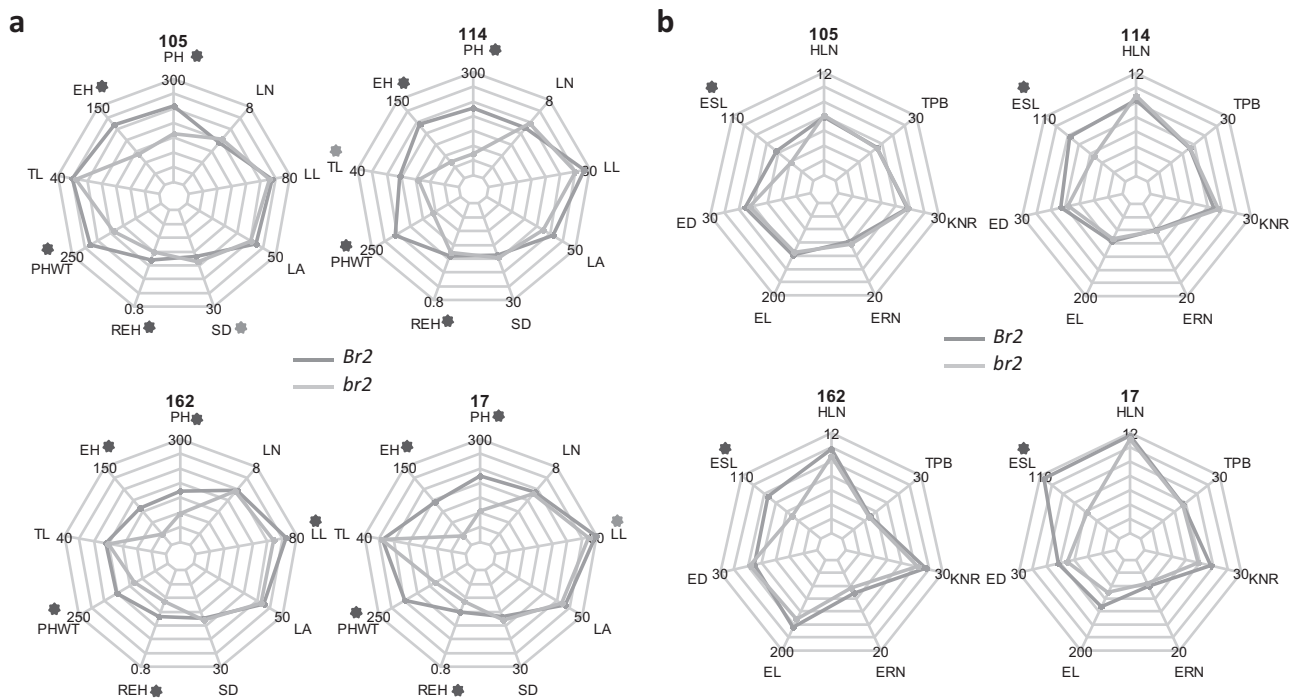 a
105
PH
300
LN
8
EH
150
TL
40
80
LL
PHWT
250
50
LA
0.8
30
REH
SD
114
PH
300
LN
8
EH
150
TL
40
LL
250
PHWT
50
LA
0.8
30
REH
SD
Br2
br2
162
PH
300
LN
8
EH
150
TL
40
80
LL
250
PHWT
50
LA
0.8
30
REH
SD
17
PH
300
LN
8
EH
150
TL
40
LL
250
PHWT
50
LA
0.8
30
REH
SD
b
105
HLN
12
ESL
110
TPB
30
ED
30
30
KNR
200
20
EL
ERN
114
HLN
12
ESL
110
TPB
30
ED
30
30
KNR
200
20
EL
ERN
Br2
br2
162
HLN
12
ESL
110
TPB
30
ED
30
30
KNR
200
20
EL
ERN
17
HLN
12
ESL
110
TPB
30
ED
30
30
KNR
200
20
EL
ERN